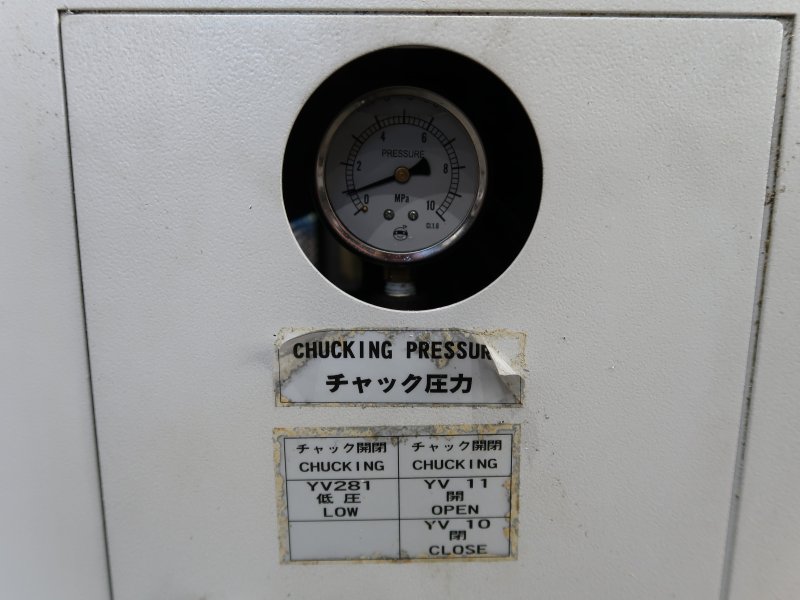 4 6
PRESSURE
2 8
MPa
0 10
CHUCKING PRESSUR
チャック圧力
チャック開閉 チャック開閉
CHUCKING CHUCKING
YV281 YV 11
低圧 開
LOW OPEN
YV 10
閉
CLOSE